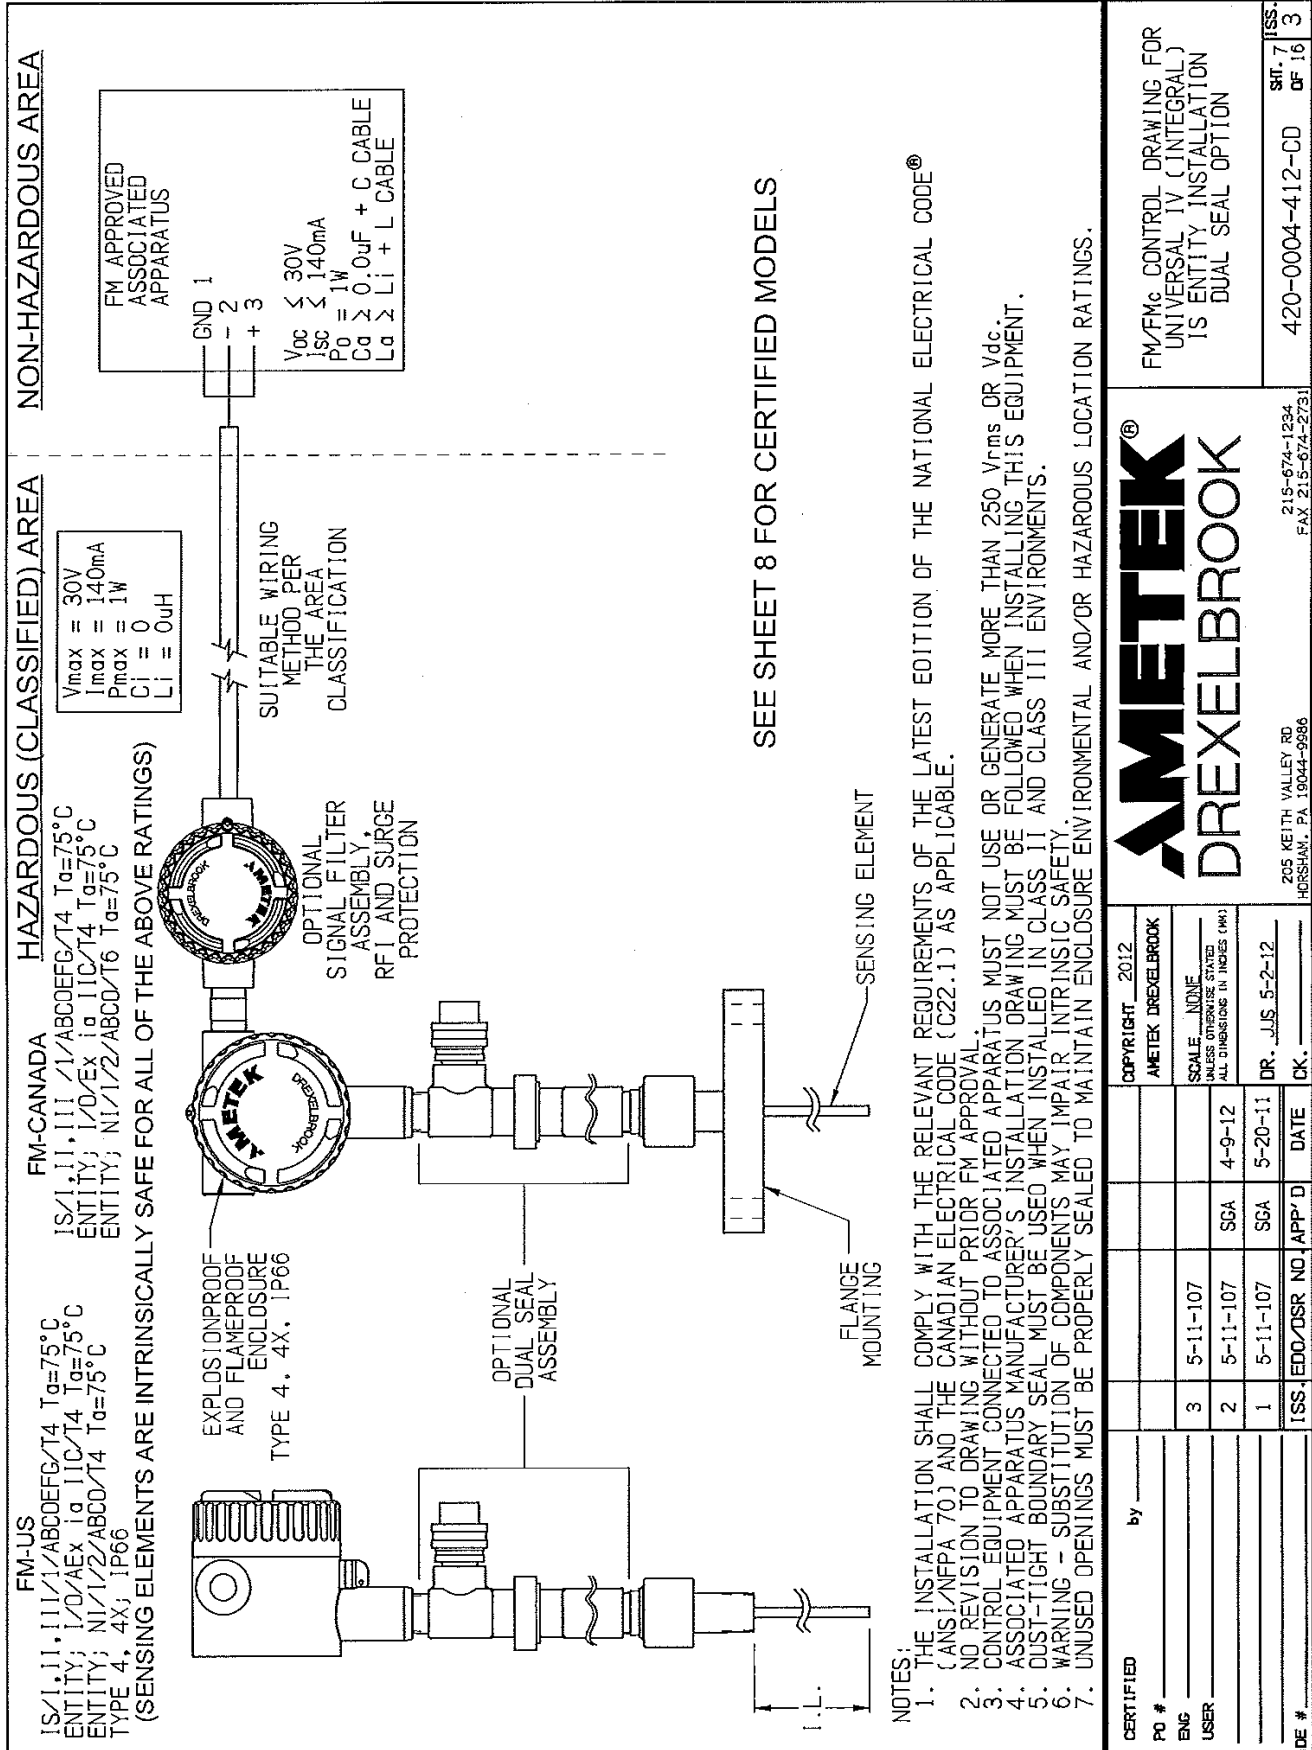 HAZARDOUS (CLASSIFIED) AREA
NON-HAZARDOUS AREA
FM-US
IS/I,II,III/1/ABCDEFG/T4 Ta=75°C
ENTITY; I/0/AEx ia IIC/T4 Ta=75°C
ENTITY; NI/I/2/ABCD/T4 Ta=75°C
TYPE 4, 4X; IP66
FM-CANADA
IS/I,II,III /1/ABCDEFG/T4 Ta=75°C
ENTITY; I/0/Ex ia IIC/T4 Ta=75°C
ENTITY; NI/I/2/ABCD/T6 Ta=75°C
(SENSING ELEMENTS ARE INTRINSICALLY SAFE FOR ALL OF THE ABOVE RATINGS)
Vmax = 30V
Imax = 140mA
Pmax = 1W
Ci = 0
Li = 0uH
FM APPROVED
ASSOCIATED
APPARATUS
GND 1
- 2
+ 3
Voc ≤ 30V
Isc ≤ 140mA
Po = 1W
Ca ≥ 0.0uF + C CABLE
La ≥ Li + L CABLE
EXPLOSIONPROOF
AND FLAMEPROOF
ENCLOSURE
TYPE 4, 4X, IP66
AMETEK
DREXELBROOK
DREXELBROOK
AMETEK
SUITABLE WIRING
METHOD PER
THE AREA
CLASSIFICATION
OPTIONAL
SIGNAL FILTER
ASSEMBLY,
RFI AND SURGE
PROTECTION
OPTIONAL
DUAL SEAL
ASSEMBLY
SEE SHEET 8 FOR CERTIFIED MODELS
I.L.
FLANGE
MOUNTING
SENSING ELEMENT
NOTES:
1. THE INSTALLATION SHALL COMPLY WITH THE RELEVANT REQUIREMENTS OF THE LATEST EDITION OF THE NATIONAL ELECTRICAL CODE®
(ANSI/NFPA 70) AND THE CANADIAN ELECTRICAL CODE (C22.1) AS APPLICABLE.
2. NO REVISION TO DRAWING WITHOUT PRIOR FM APPROVAL.
3. CONTROL EQUIPMENT CONNECTED TO ASSOCIATED APPARATUS MUST NOT USE OR GENERATE MORE THAN 250 Vrms OR Vdc.
4. ASSOCIATED APPARATUS MANUFACTURER'S INSTALLATION DRAWING MUST BE FOLLOWED WHEN INSTALLING THIS EQUIPMENT.
5. DUST-TIGHT BOUNDARY SEAL MUST BE USED WHEN INSTALLED IN CLASS II AND CLASS III ENVIRONMENTS.
6. WARNING - SUBSTITUTION OF COMPONENTS MAY IMPAIR INTRINSIC SAFETY.
7. UNUSED OPENINGS MUST BE PROPERLY SEALED TO MAINTAIN ENCLOSURE ENVIRONMENTAL AND/OR HAZARDOUS LOCATION RATINGS.
CERTIFIED by
PO #
ENG
USER
DE #
3 5-11-107
2 5-11-107 SGA 4-9-12
1 5-11-107 SGA 5-20-11
ISS. EDO/DSR NO. APP'D DATE
COPYRIGHT 2012
AMETEK DREXELBROOK
SCALE NONE
UNLESS OTHERWISE STATED
ALL DIMENSIONS IN INCHES (MM)
DR. JJS 5-2-12
CK.
AMETEK®
DREXELBROOK
205 KEITH VALLEY RD
HORSHAM, PA 19044-9986
215-674-1234
FAX 215-674-2731
FM/FMc CONTROL DRAWING FOR
UNIVERSAL IV (INTEGRAL)
IS ENTITY INSTALLATION
DUAL SEAL OPTION
420-0004-412-CD
SHT. 7
OF 16
ISS.
3